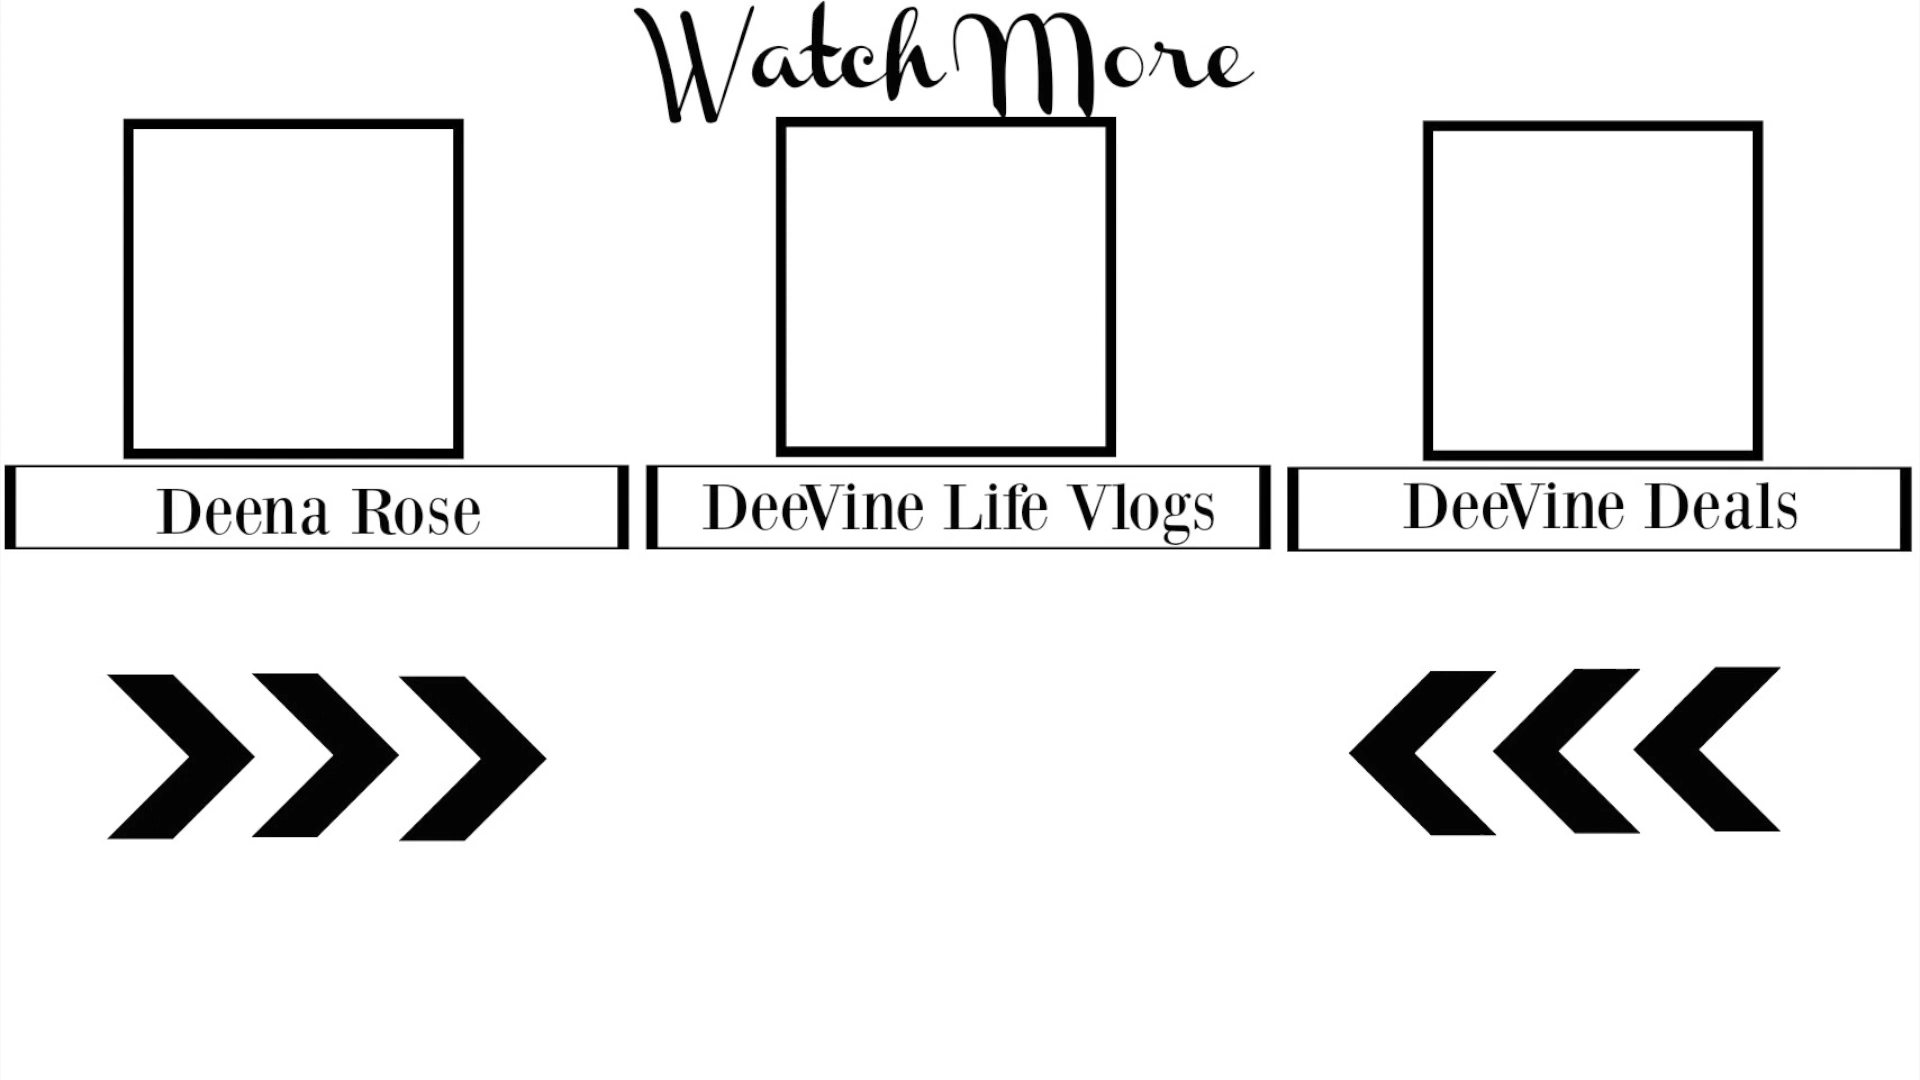 Watch More
Deena Rose
DeeVine Life Vlogs
DeeVine Deals